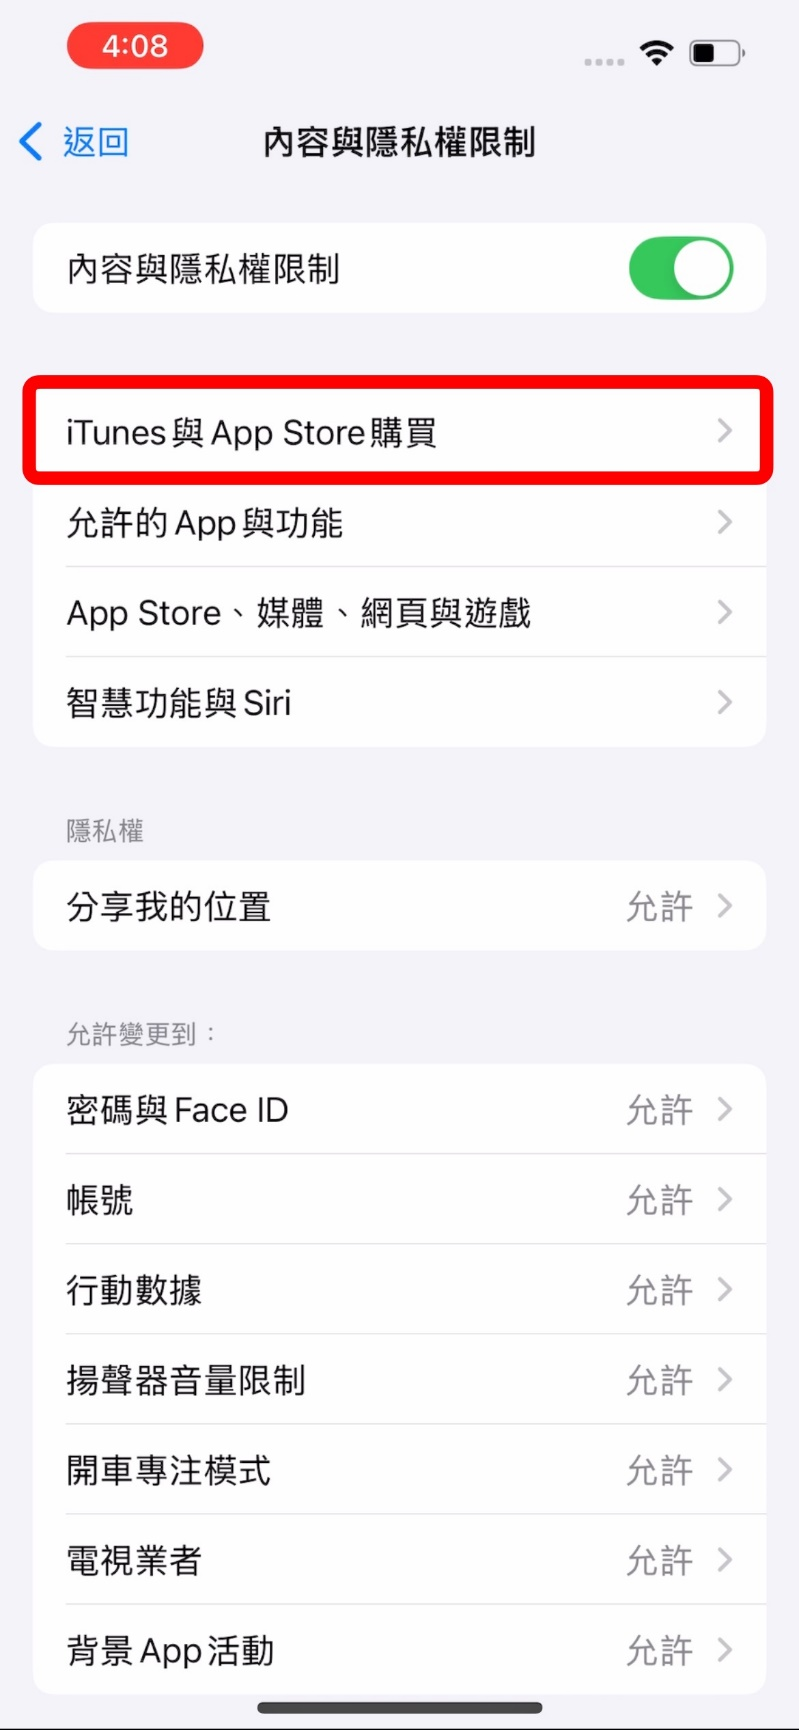 4:08
返回
內容與隱私權限制
內容與隱私權限制
iTunes與App Store購買
允許的App與功能
App Store、媒體、網頁與遊戲
智慧功能與Siri
隱私權
分享我的位置 允許
允許變更到：
密碼與Face ID 允許
帳號 允許
行動數據 允許
揚聲器音量限制 允許
開車專注模式 允許
電視業者 允許
背景App活動 允許